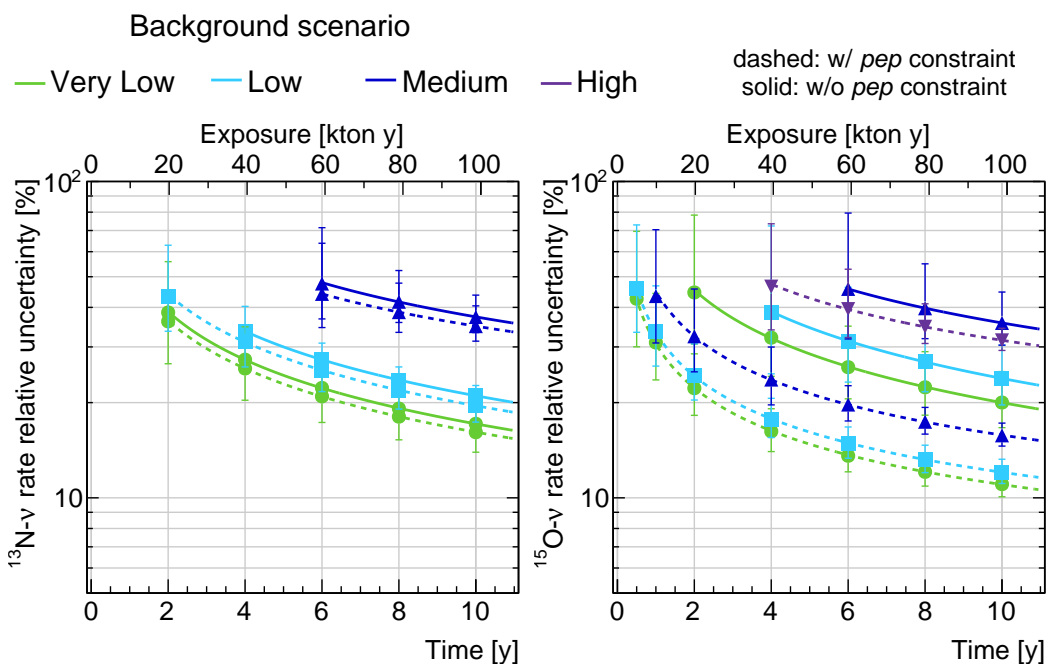 Background scenario
Very Low Low Medium High
dashed: w/ pep constraint
solid: w/o pep constraint
Exposure [kton y]
0 20 40 60 80 100
10²
10
¹³N-ν rate relative uncertainty [%]
0 2 4 6 8 10
Time [y]
Exposure [kton y]
0 20 40 60 80 100
10²
10
¹⁵O-ν rate relative uncertainty [%]
0 2 4 6 8 10
Time [y]